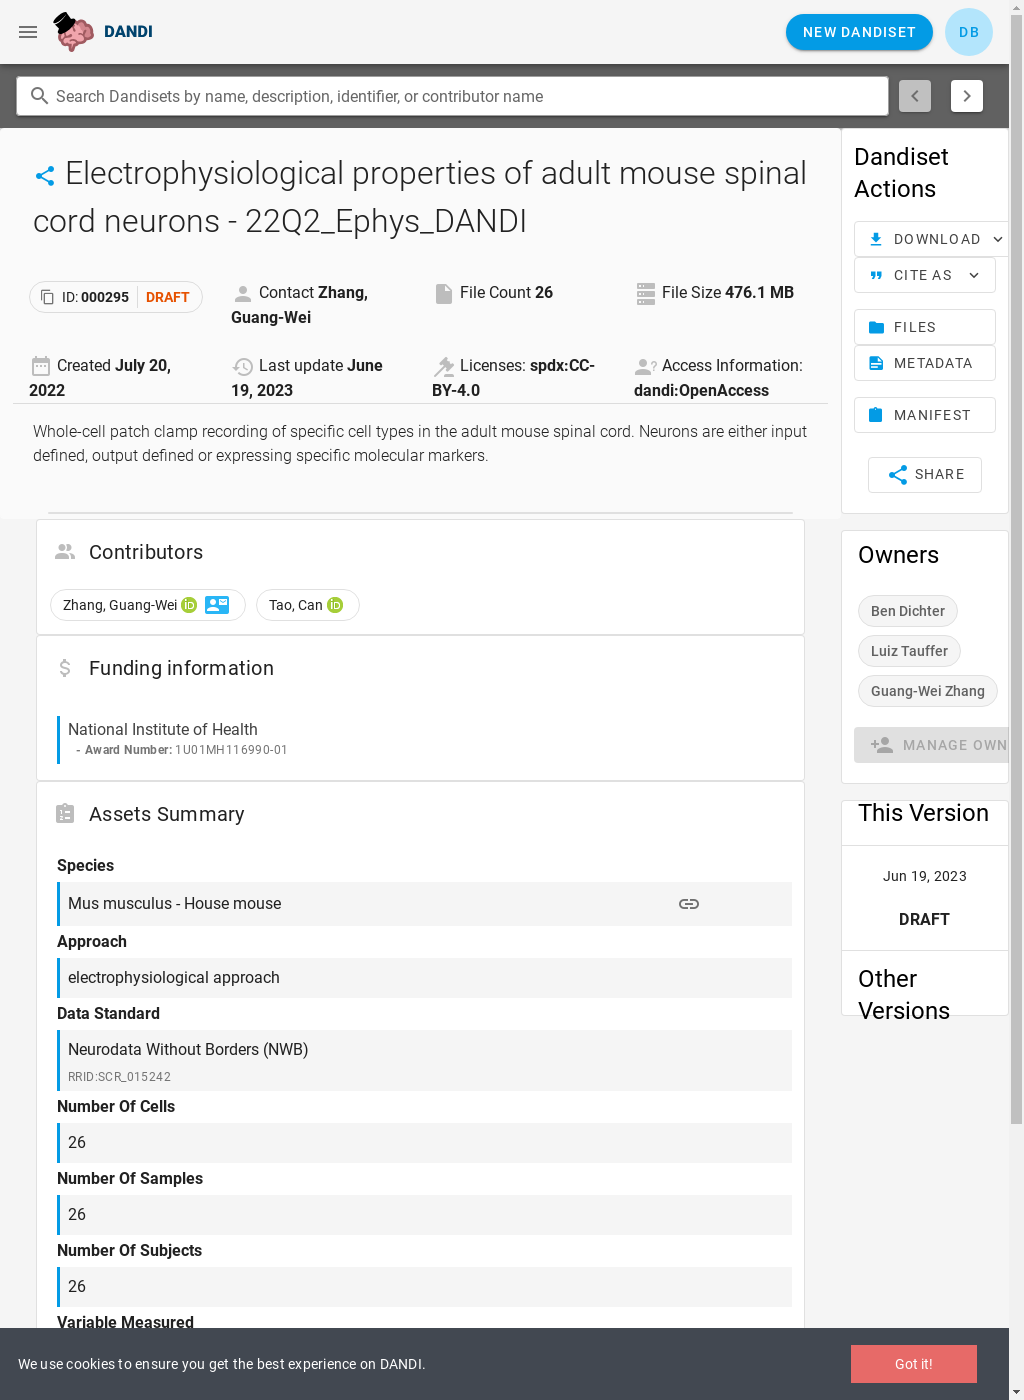 DANDI
NEW DANDISET
DB
Search Dandisets by name, description, identifier, or contributor name
Electrophysiological properties of adult mouse spinal
cord neurons - 22Q2_Ephys_DANDI
ID: 000295 DRAFT
Contact Zhang,
Guang-Wei
File Count 26
File Size 476.1 MB
Created July 20,
2022
Last update June
19, 2023
Licenses: spdx:CC-
BY-4.0
Access Information:
dandi:OpenAccess
Whole-cell patch clamp recording of specific cell types in the adult mouse spinal cord. Neurons are either input
defined, output defined or expressing specific molecular markers.
Contributors
Zhang, Guang-Wei iD
Tao, Can iD
Funding information
National Institute of Health
- Award Number: 1U01MH116990-01
Assets Summary
Species
Mus musculus - House mouse
Approach
electrophysiological approach
Data Standard
Neurodata Without Borders (NWB)
RRID:SCR_015242
Number Of Cells
26
Number Of Samples
26
Number Of Subjects
26
Variable Measured
Dandiset
Actions
DOWNLOAD
CITE AS
FILES
METADATA
MANIFEST
SHARE
Owners
Ben Dichter
Luiz Tauffer
Guang-Wei Zhang
MANAGE OWN
This Version
Jun 19, 2023
DRAFT
Other
Versions
We use cookies to ensure you get the best experience on DANDI.
Got it!